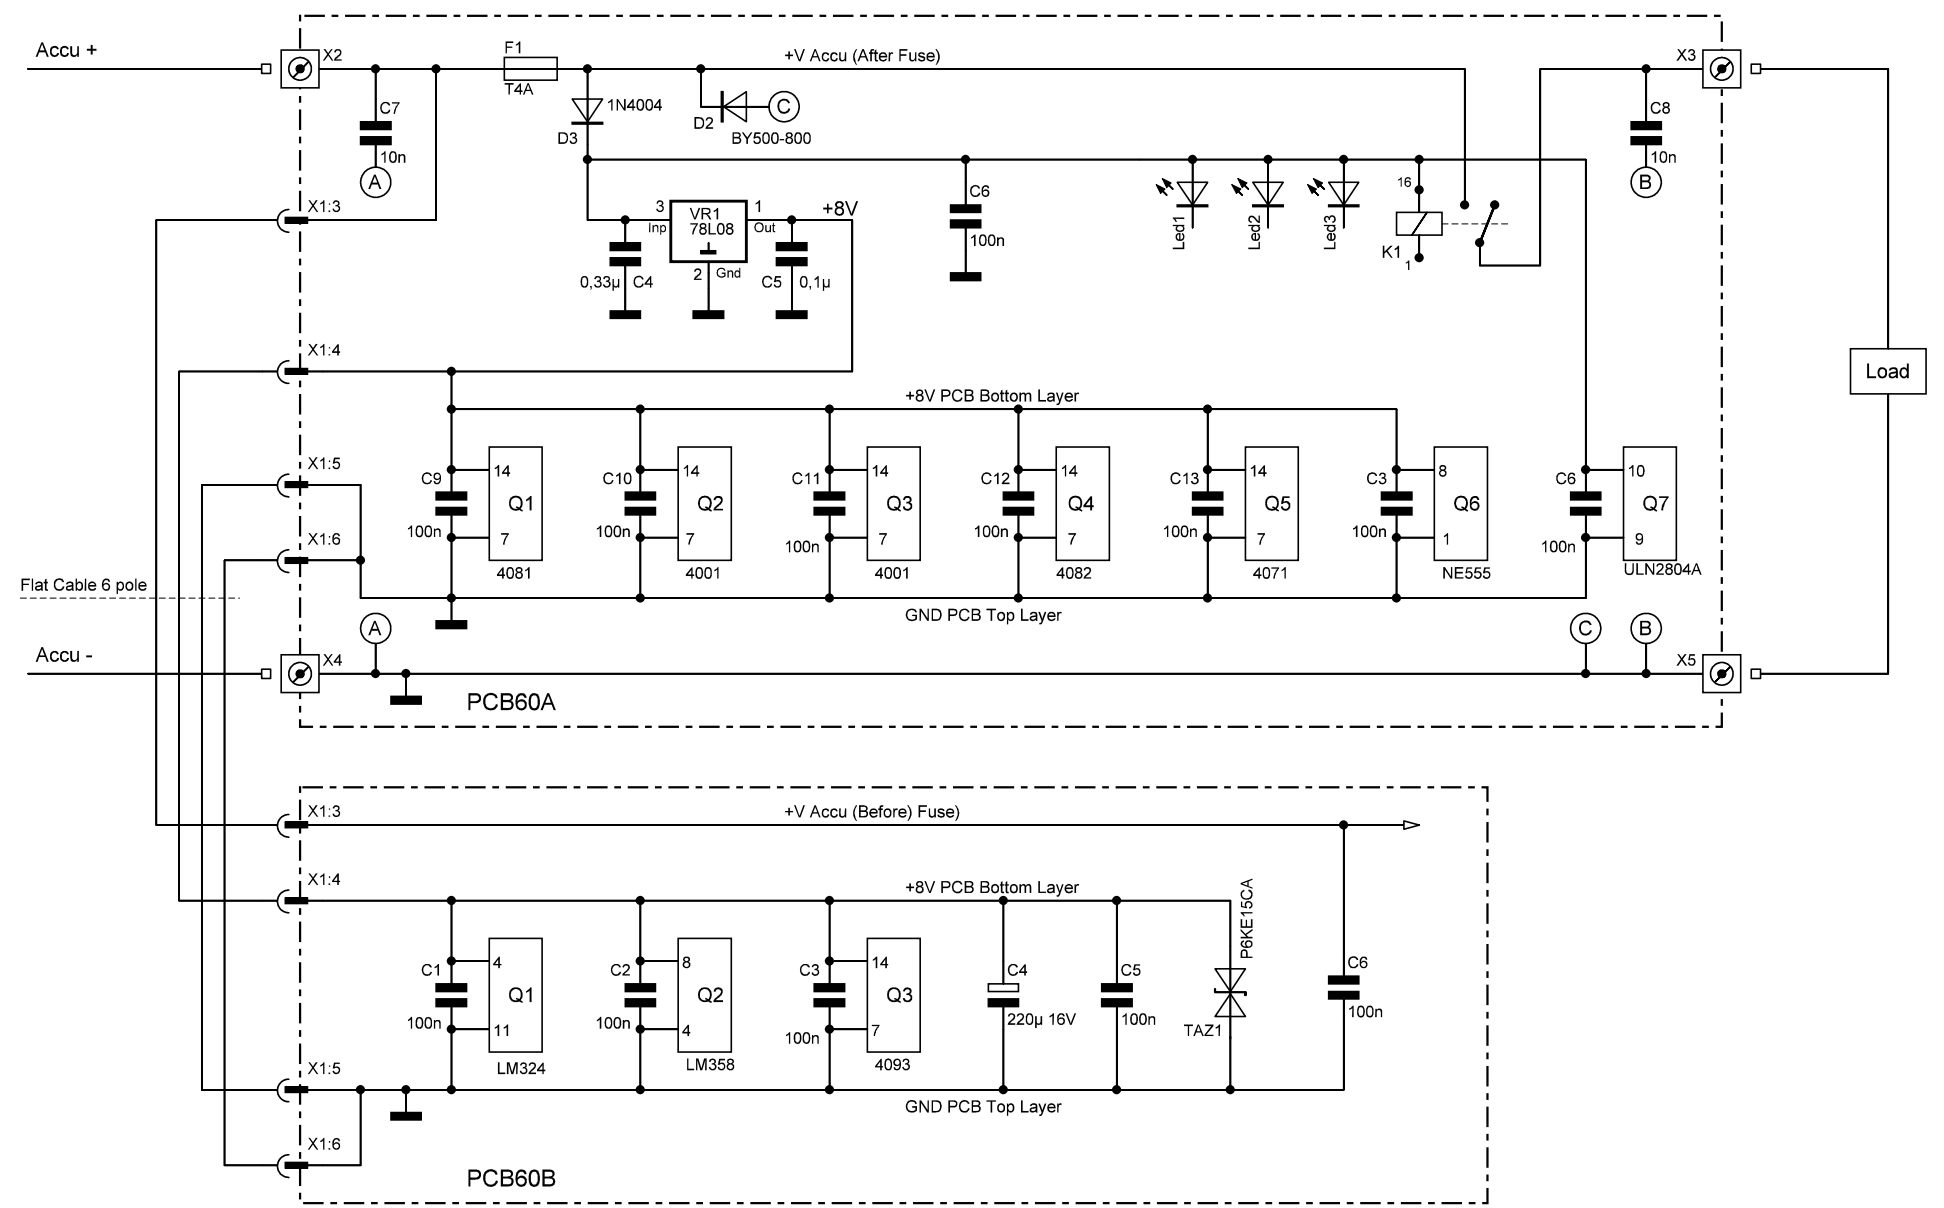 Accu +
X2
F1
T4A
+V Accu (After Fuse)
X3
C7
10n
A
1N4004
D3
D2
C
BY500-800
C8
10n
B
X1:3
3
Inp
VR1
78L08
1
Out
+8V
2
Gnd
0,33µ
C4
C5
0,1µ
C6
100n
Led1
Led2
Led3
16
K1
1
X1:4
Load
+8V PCB Bottom Layer
X1:5
C9
100n
14
Q1
7
4081
C10
100n
14
Q2
7
4001
C11
100n
14
Q3
7
4001
C12
100n
14
Q4
7
4082
C13
100n
14
Q5
7
4071
C3
100n
8
Q6
1
NE555
C6
100n
10
Q7
9
ULN2804A
X1:6
Flat Cable 6 pole
GND PCB Top Layer
A
C
B
Accu -
X4
X5
PCB60A
X1:3
+V Accu (Before) Fuse)
X1:4
+8V PCB Bottom Layer
C1
100n
4
Q1
11
LM324
C2
100n
8
Q2
4
LM358
C3
100n
14
Q3
7
4093
C4
220µ 16V
C5
100n
P6KE15CA
TAZ1
C6
100n
X1:5
GND PCB Top Layer
X1:6
PCB60B